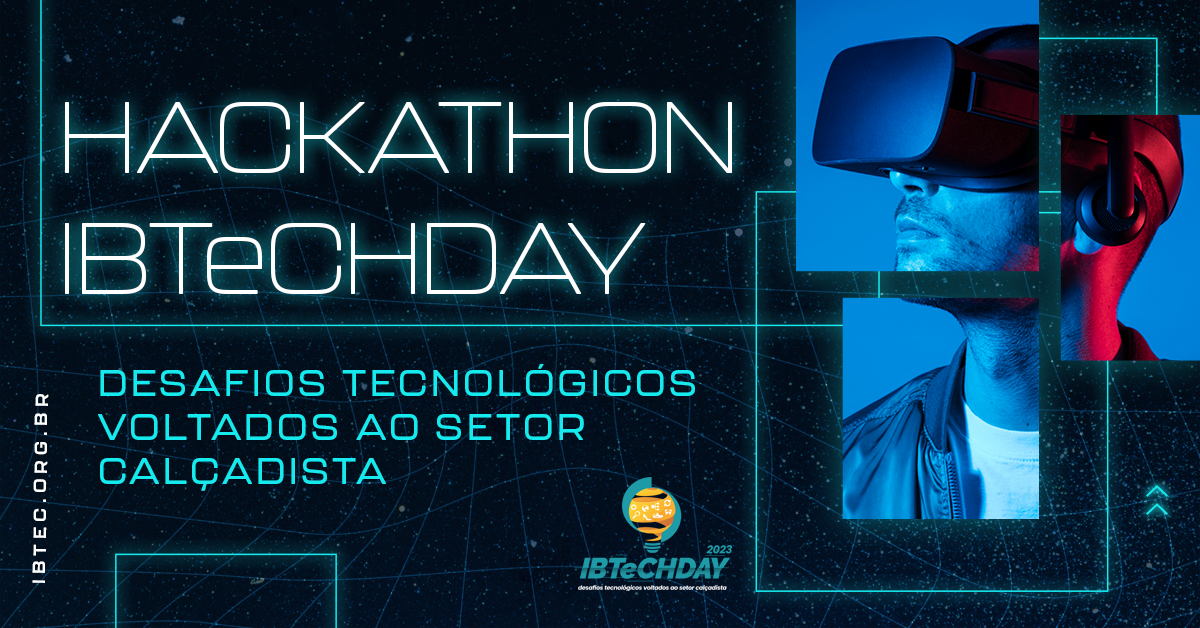 HACKATHON
IBTeCHDAY
DESAFIOS TECNOLÓGICOS
VOLTADOS AO SETOR
CALÇADISTA
IBTEC.ORG.BR
2023
IBTeCHDAY
desafios tecnológicos voltados ao setor calçadista